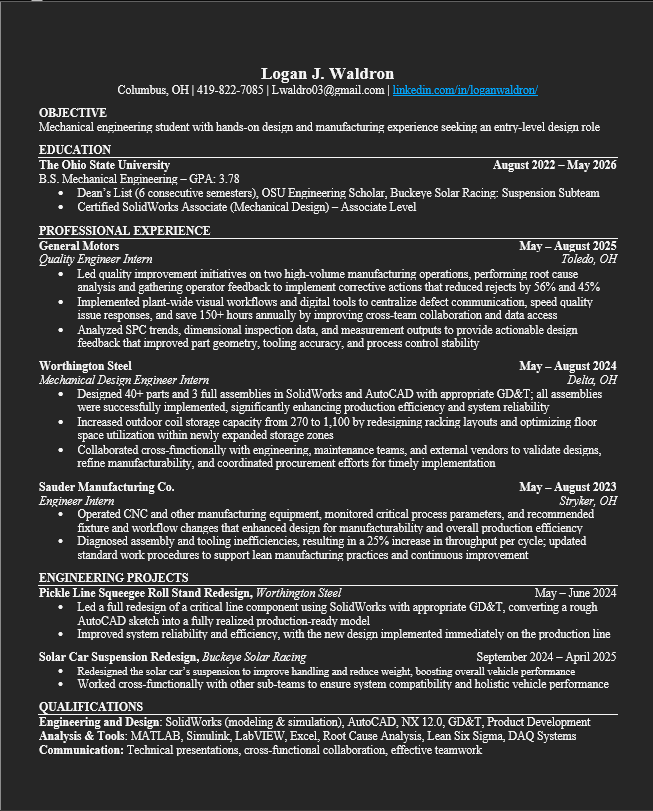 Logan J. Waldron
Columbus, OH | 419-822-7085 | Lwaldro03@gmail.com | linkedin.com/in/loganwaldron/
OBJECTIVE
Mechanical engineering student with hands-on design and manufacturing experience seeking an entry-level design role
EDUCATION
The Ohio State University August 2022 – May 2026
B.S. Mechanical Engineering – GPA: 3.78
• Dean's List (6 consecutive semesters), OSU Engineering Scholar, Buckeye Solar Racing: Suspension Subteam
• Certified SolidWorks Associate (Mechanical Design) – Associate Level
PROFESSIONAL EXPERIENCE
General Motors May – August 2025
Quality Engineer Intern Toledo, OH
• Led quality improvement initiatives on two high-volume manufacturing operations, performing root cause
analysis and gathering operator feedback to implement corrective actions that reduced rejects by 56% and 45%
• Implemented plant-wide visual workflows and digital tools to centralize defect communication, speed quality
issue responses, and save 150+ hours annually by improving cross-team collaboration and data access
• Analyzed SPC trends, dimensional inspection data, and measurement outputs to provide actionable design
feedback that improved part geometry, tooling accuracy, and process control stability
Worthington Steel May – August 2024
Mechanical Design Engineer Intern Delta, OH
• Designed 40+ parts and 3 full assemblies in SolidWorks and AutoCAD with appropriate GD&T; all assemblies
were successfully implemented, significantly enhancing production efficiency and system reliability
• Increased outdoor coil storage capacity from 270 to 1,100 by redesigning racking layouts and optimizing floor
space utilization within newly expanded storage zones
• Collaborated cross-functionally with engineering, maintenance teams, and external vendors to validate designs,
refine manufacturability, and coordinated procurement efforts for timely implementation
Sauder Manufacturing Co. May – August 2023
Engineer Intern Stryker, OH
• Operated CNC and other manufacturing equipment, monitored critical process parameters, and recommended
fixture and workflow changes that enhanced design for manufacturability and overall production efficiency
• Diagnosed assembly and tooling inefficiencies, resulting in a 25% increase in throughput per cycle; updated
standard work procedures to support lean manufacturing practices and continuous improvement
ENGINEERING PROJECTS
Pickle Line Squeegee Roll Stand Redesign, Worthington Steel May – June 2024
• Led a full redesign of a critical line component using SolidWorks with appropriate GD&T, converting a rough
AutoCAD sketch into a fully realized production-ready model
• Improved system reliability and efficiency, with the new design implemented immediately on the production line
Solar Car Suspension Redesign, Buckeye Solar Racing September 2024 – April 2025
• Redesigned the solar car's suspension to improve handling and reduce weight, boosting overall vehicle performance
• Worked cross-functionally with other sub-teams to ensure system compatibility and holistic vehicle performance
QUALIFICATIONS
Engineering and Design: SolidWorks (modeling & simulation), AutoCAD, NX 12.0, GD&T, Product Development
Analysis & Tools: MATLAB, Simulink, LabVIEW, Excel, Root Cause Analysis, Lean Six Sigma, DAQ Systems
Communication: Technical presentations, cross-functional collaboration, effective teamwork